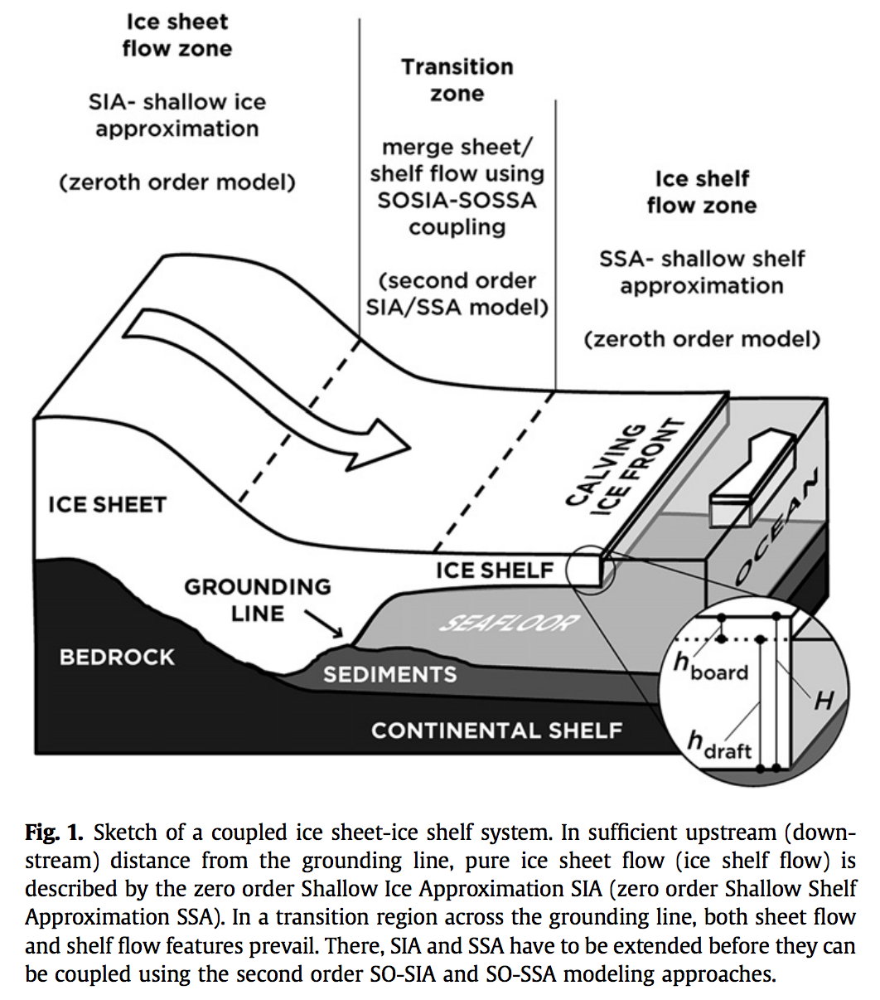 Ice sheet
flow zone
SIA- shallow ice
approximation
(zeroth order model)
Transition
zone
merge sheet/
shelf flow using
SOSIA-SOSSA
coupling
(second order
SIA/SSA model)
Ice shelf
flow zone
SSA- shallow shelf
approximation
(zeroth order model)
CALVING
ICE FRONT
OCEAN
ICE SHEET
ICE SHELF
GROUNDING
LINE
SEAFLOOR
BEDROCK
SEDIMENTS
CONTINENTAL SHELF
h board
H
h draft
Fig. 1. Sketch of a coupled ice sheet-ice shelf system. In sufficient upstream (down-
stream) distance from the grounding line, pure ice sheet flow (ice shelf flow) is
described by the zero order Shallow Ice Approximation SIA (zero order Shallow Shelf
Approximation SSA). In a transition region across the grounding line, both sheet flow
and shelf flow features prevail. There, SIA and SSA have to be extended before they can
be coupled using the second order SO-SIA and SO-SSA modeling approaches.